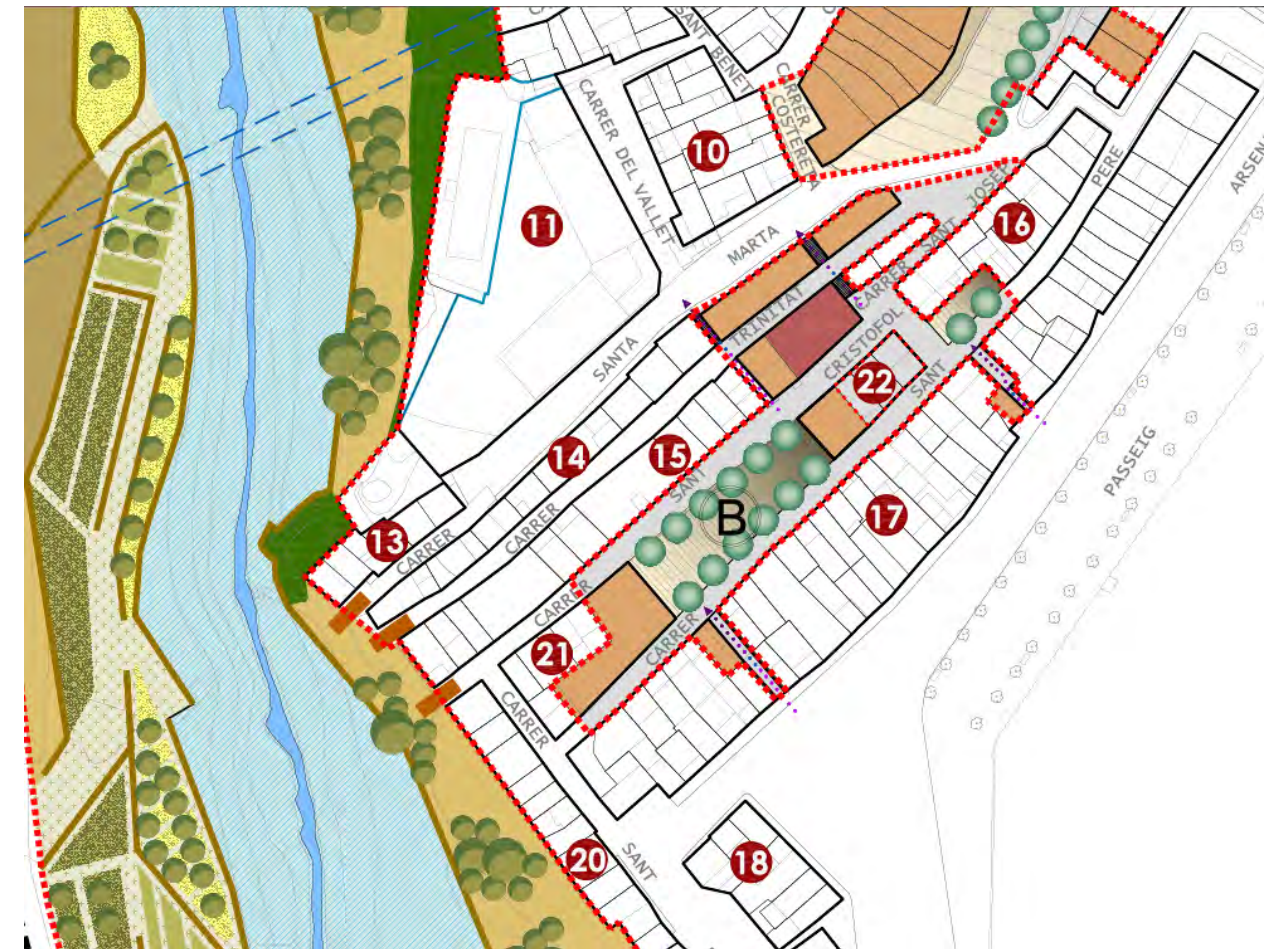 SANT BENET
CARRER
COSTERETA
CARRER DEL VALLET
10
11
PERE
ARSENA
SANT JOSEP
16
MARTA
SANTA
TRINITAT
CARRER
CRISTOFOL
22
SANT
PASSEIG
14
15
SANT
B
17
13
CARRER
CARRER
CARRER
21
CARRER
CARRER
20
SANT
18